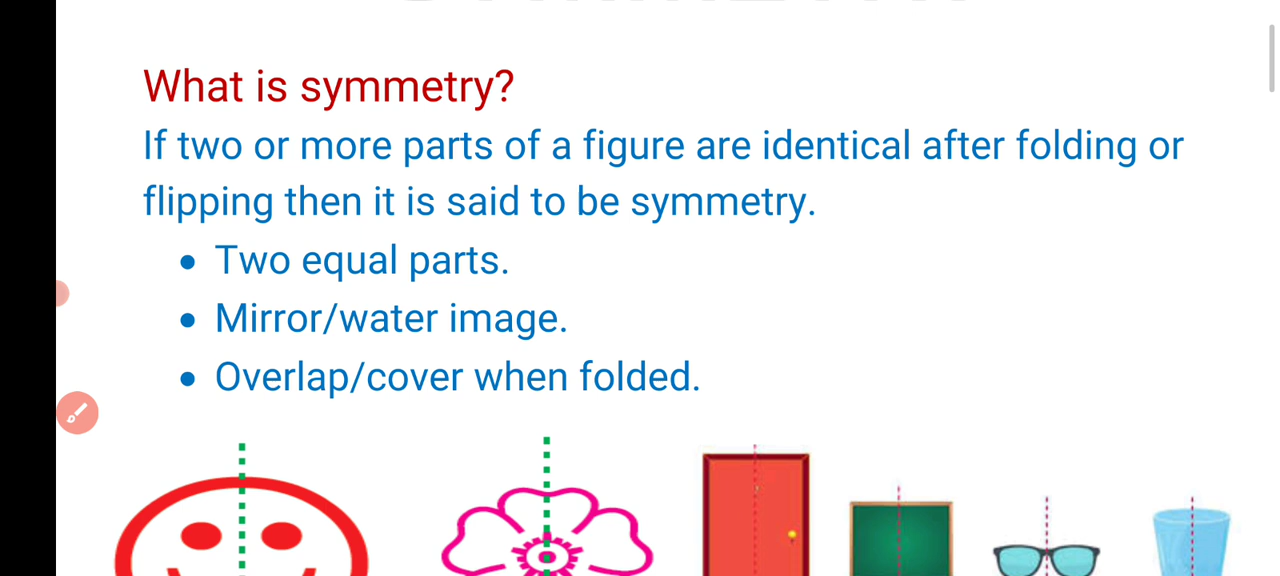 What is symmetry?
If two or more parts of a figure are identical after folding or
flipping then it is said to be symmetry.
• Two equal parts.
• Mirror/water image.
• Overlap/cover when folded.